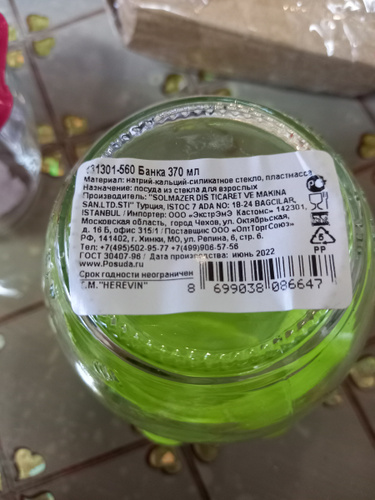 131301-560 Банка 370 мл
Материал: натрий-кальций-силикатное стекло, пластмасса
Назначение: посуда из стекла для взрослых
Производитель: "SOLMAZER DIS TICARET VE MAKINA
SAN.LTD.STI" Турция, ISTOC 7 ADA NO: 18-24 BAGCILAR,
ISTANBUL / Импортер: ООО «ЭкстрЭмЭ Кастомс» 142301,
Московская область, город Чехов, ул. Октябрьская,
д. 16 Б, офис 315/1 / Поставщик ООО «ОптТоргСоюз»
РФ, 141402, г. Химки, МО, ул. Репина, 6, стр. 6.
Тел: +7(495)502-95-77 +7(499)906-57-56
ГОСТ 30407-96 / Дата производства: июнь 2022
www.Posuda.ru
Срок годности неограничен
Т.М."HEREVIN"
8 699038 086647
PP